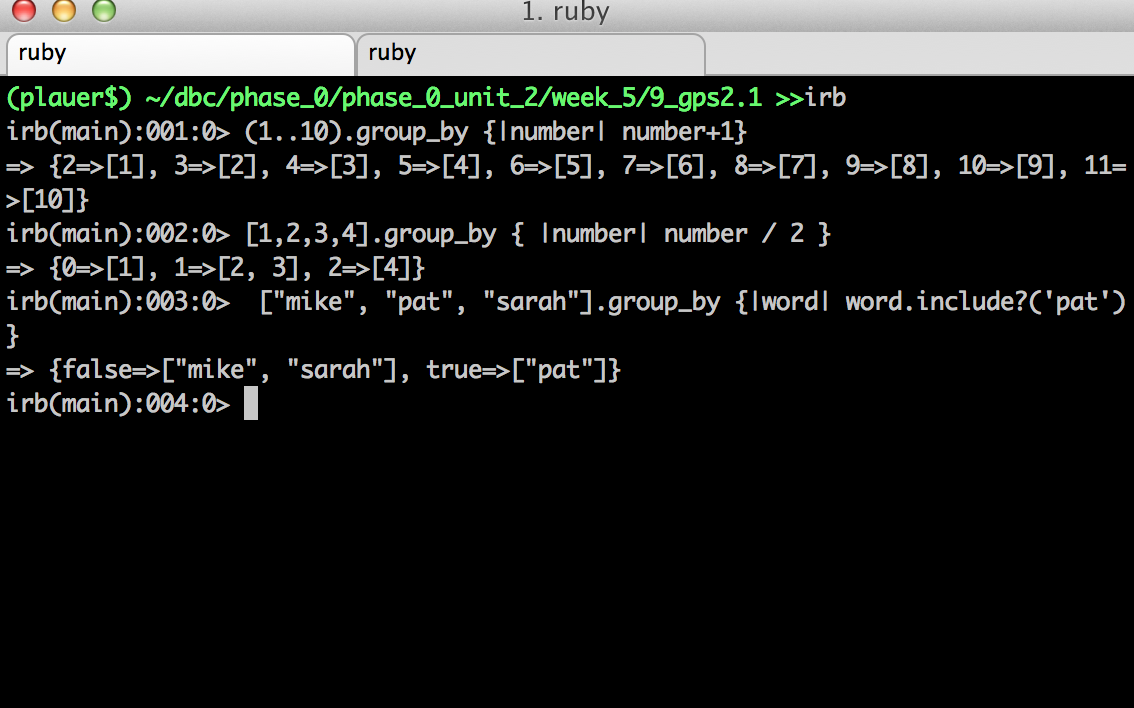 1. ruby
ruby
ruby
(plauer$) ~/dbc/phase_0/phase_0_unit_2/week_5/9_gps2.1 >>irb
irb(main):001:0> (1..10).group_by {|number| number+1}
=> {2=>[1], 3=>[2], 4=>[3], 5=>[4], 6=>[5], 7=>[6], 8=>[7], 9=>[8], 10=>[9], 11=
>[10]}
irb(main):002:0> [1,2,3,4].group_by { |number| number / 2 }
=> {0=>[1], 1=>[2, 3], 2=>[4]}
irb(main):003:0>  ["mike", "pat", "sarah"].group_by {|word| word.include?('pat')
}
=> {false=>["mike", "sarah"], true=>["pat"]}
irb(main):004:0>